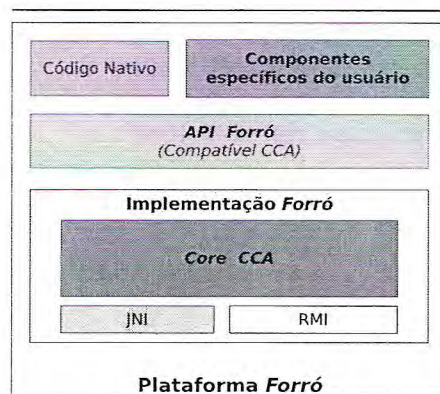 Código Nativo
Componentes
específicos do usuário
API Forró
(Compatível CCA)
Implementação Forró
Core CCA
JNI
RMI
Plataforma Forró